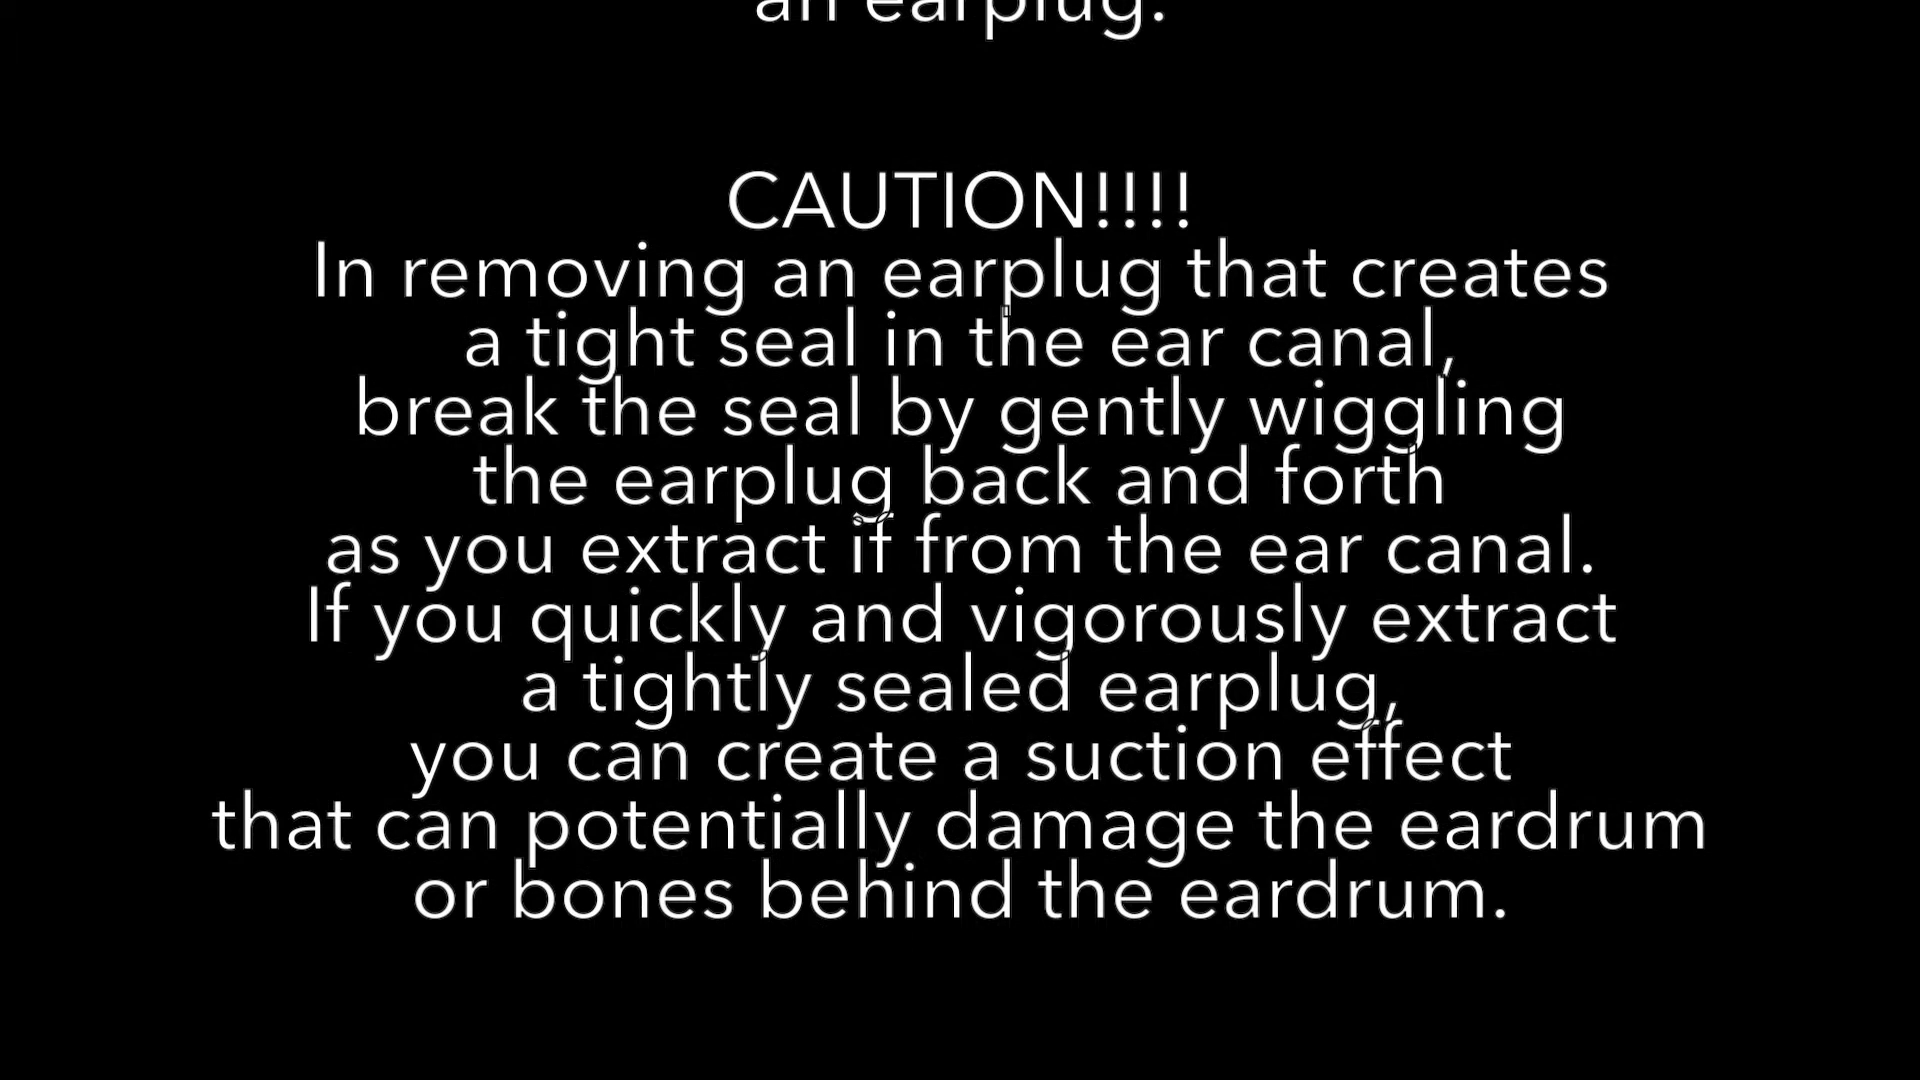 an earplug.
CAUTION!!!!
In removing an earplug that creates
a tight seal in the ear canal,
break the seal by gently wiggling
the earplug back and forth
as you extract if from the ear canal.
If you quickly and vigorously extract
a tightly sealed earplug,
you can create a suction effect
that can potentially damage the eardrum
or bones behind the eardrum.